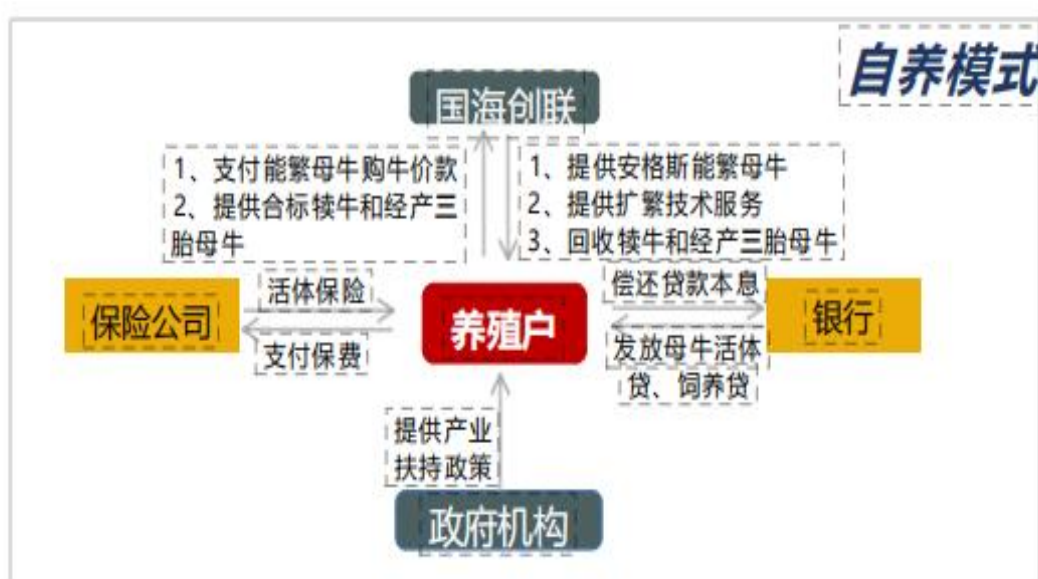 自养模式
国海创联
1、支付能繁母牛购牛价款
2、提供合标犊牛和经产三
胎母牛
1、提供安格斯能繁母牛
2、提供扩繁技术服务
3、回收犊牛和经产三胎母牛
保险公司
活体保险
支付保费
养殖户
偿还贷款本息
发放母牛活体
贷、饲养贷
银行
提供产业
扶持政策
政府机构